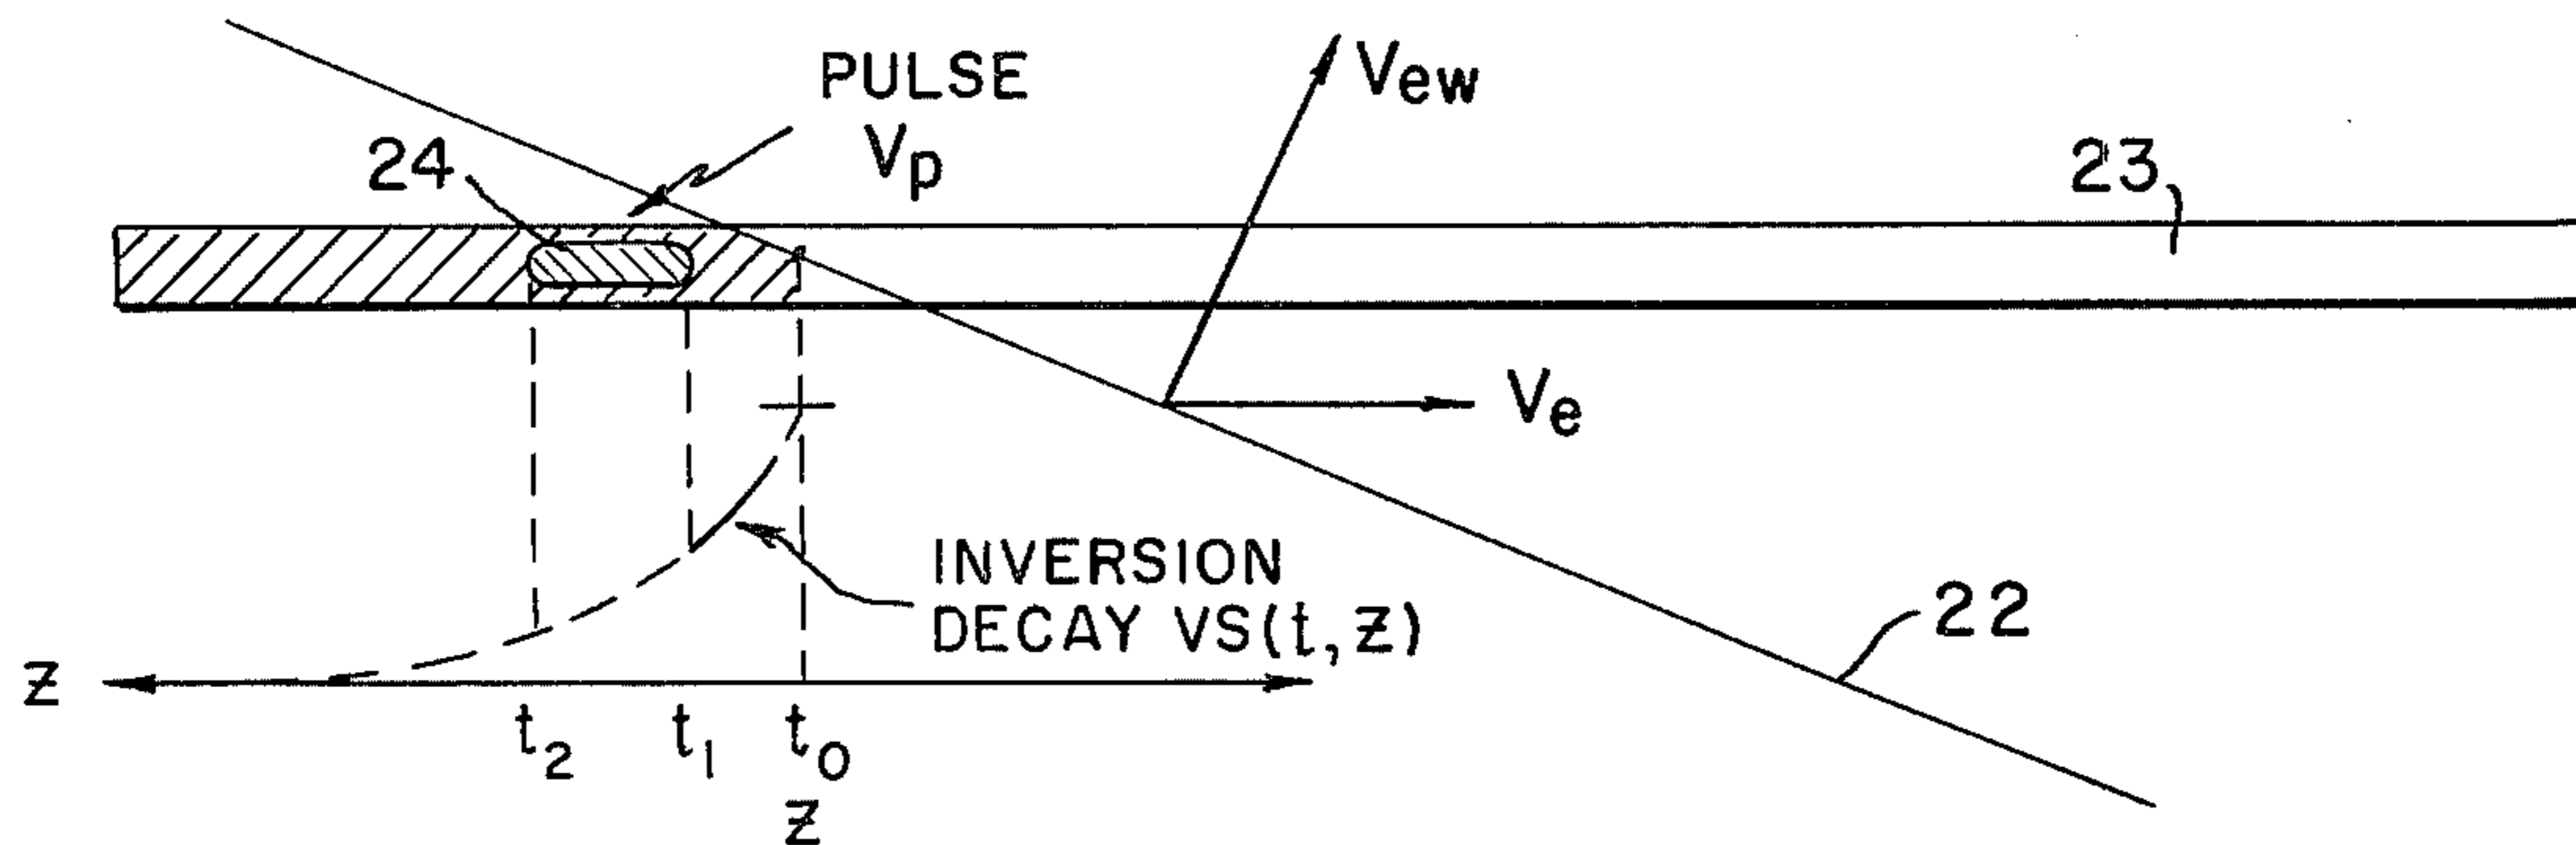 PULSE
Vp
Vew
24
23
Ve
INVERSION
DECAY VS(t,z)
22
z
t2 t1 t0
z